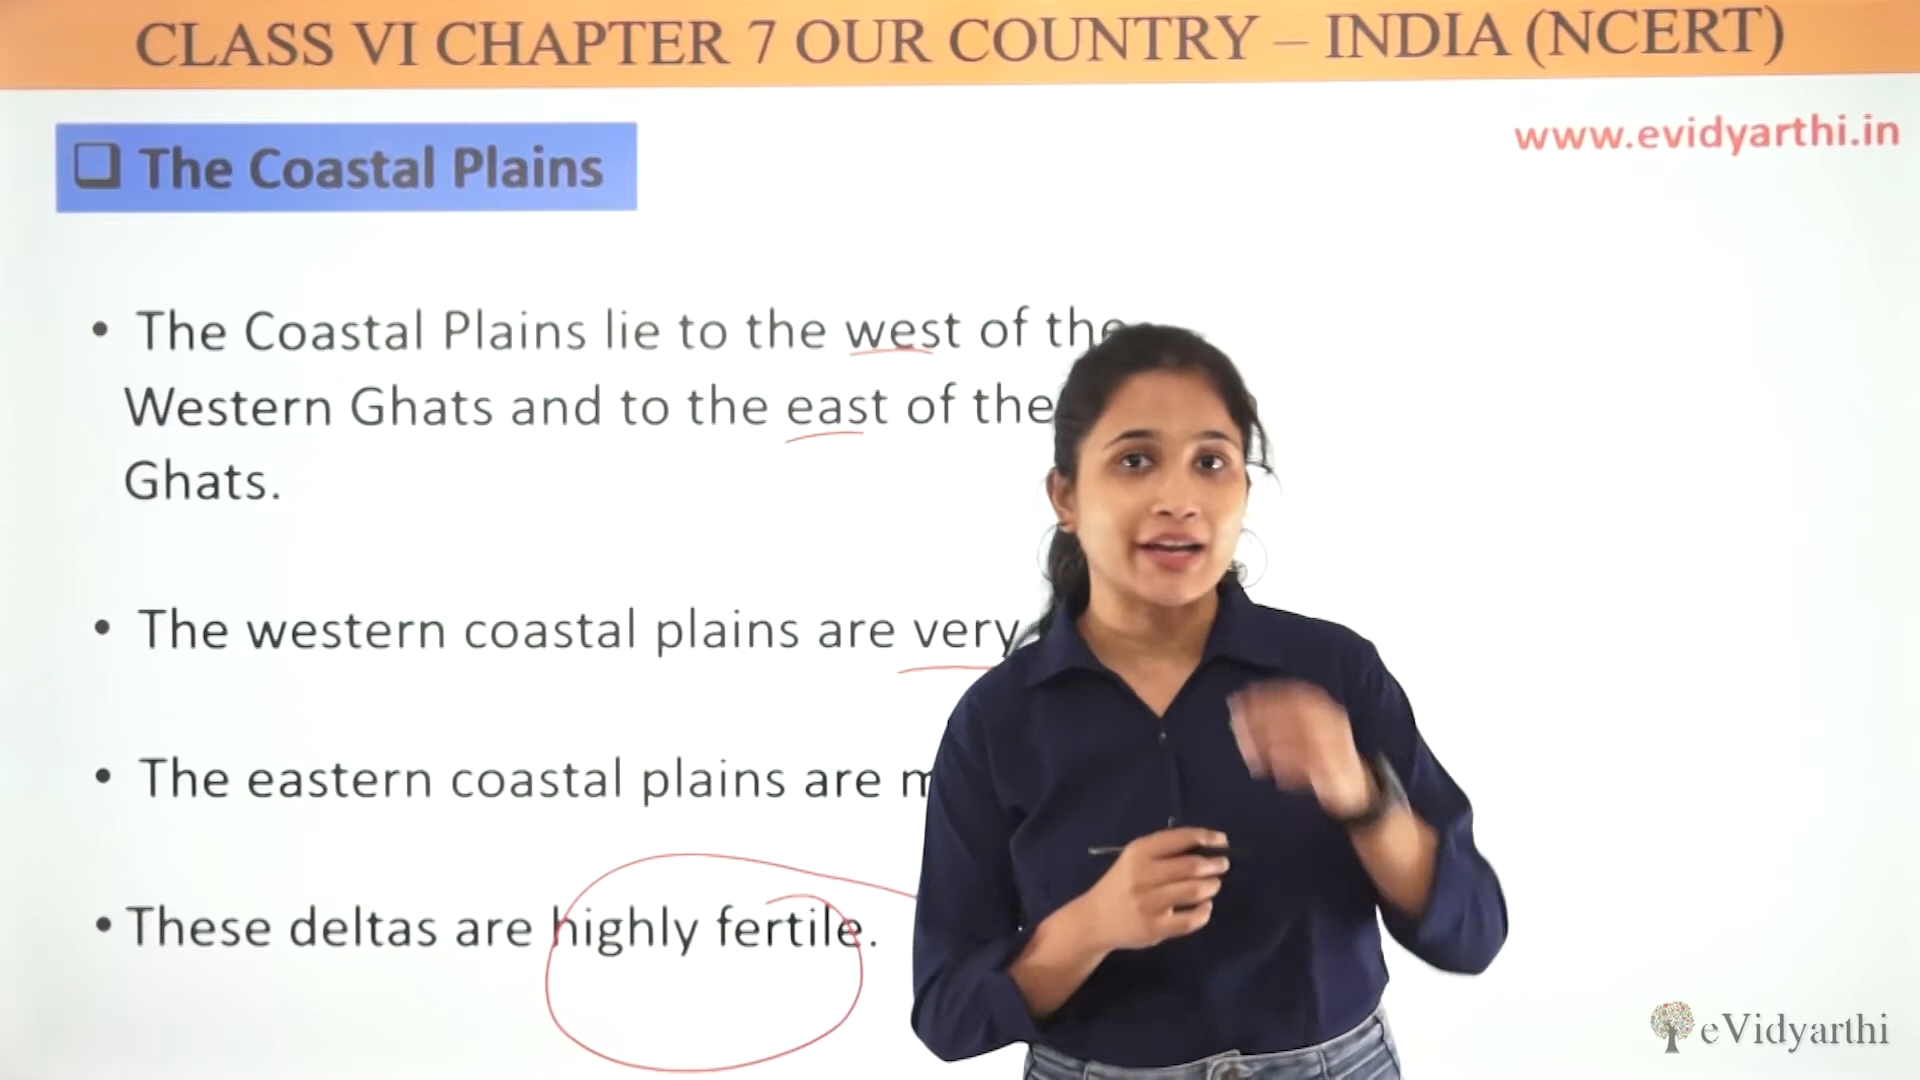 CLASS VI CHAPTER 7 OUR COUNTRY – INDIA (NCERT)
www.evidyarthi.in
❑ The Coastal Plains
• The Coastal Plains lie to the west of the
Western Ghats and to the east of the
Ghats.
• The western coastal plains are very
• The eastern coastal plains are
• These deltas are highly fertile.
eVidyarthi